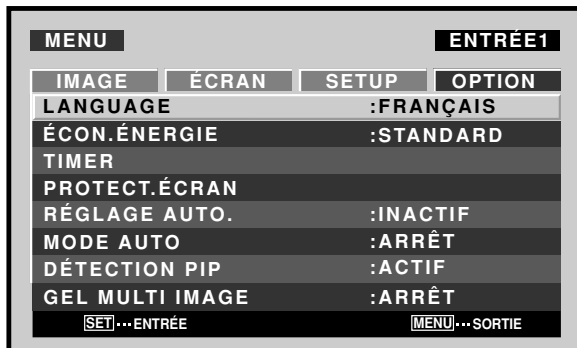 MENU ENTRÉE1
IMAGE ÉCRAN SETUP OPTION
LANGUAGE :FRANÇAIS
ÉCON.ÉNERGIE :STANDARD
TIMER
PROTECT.ÉCRAN
RÉGLAGE AUTO. :INACTIF
MODE AUTO :ARRÊT
DÉTECTION PIP :ACTIF
GEL MULTI IMAGE :ARRÊT
SET···ENTRÉE MENU···SORTIE